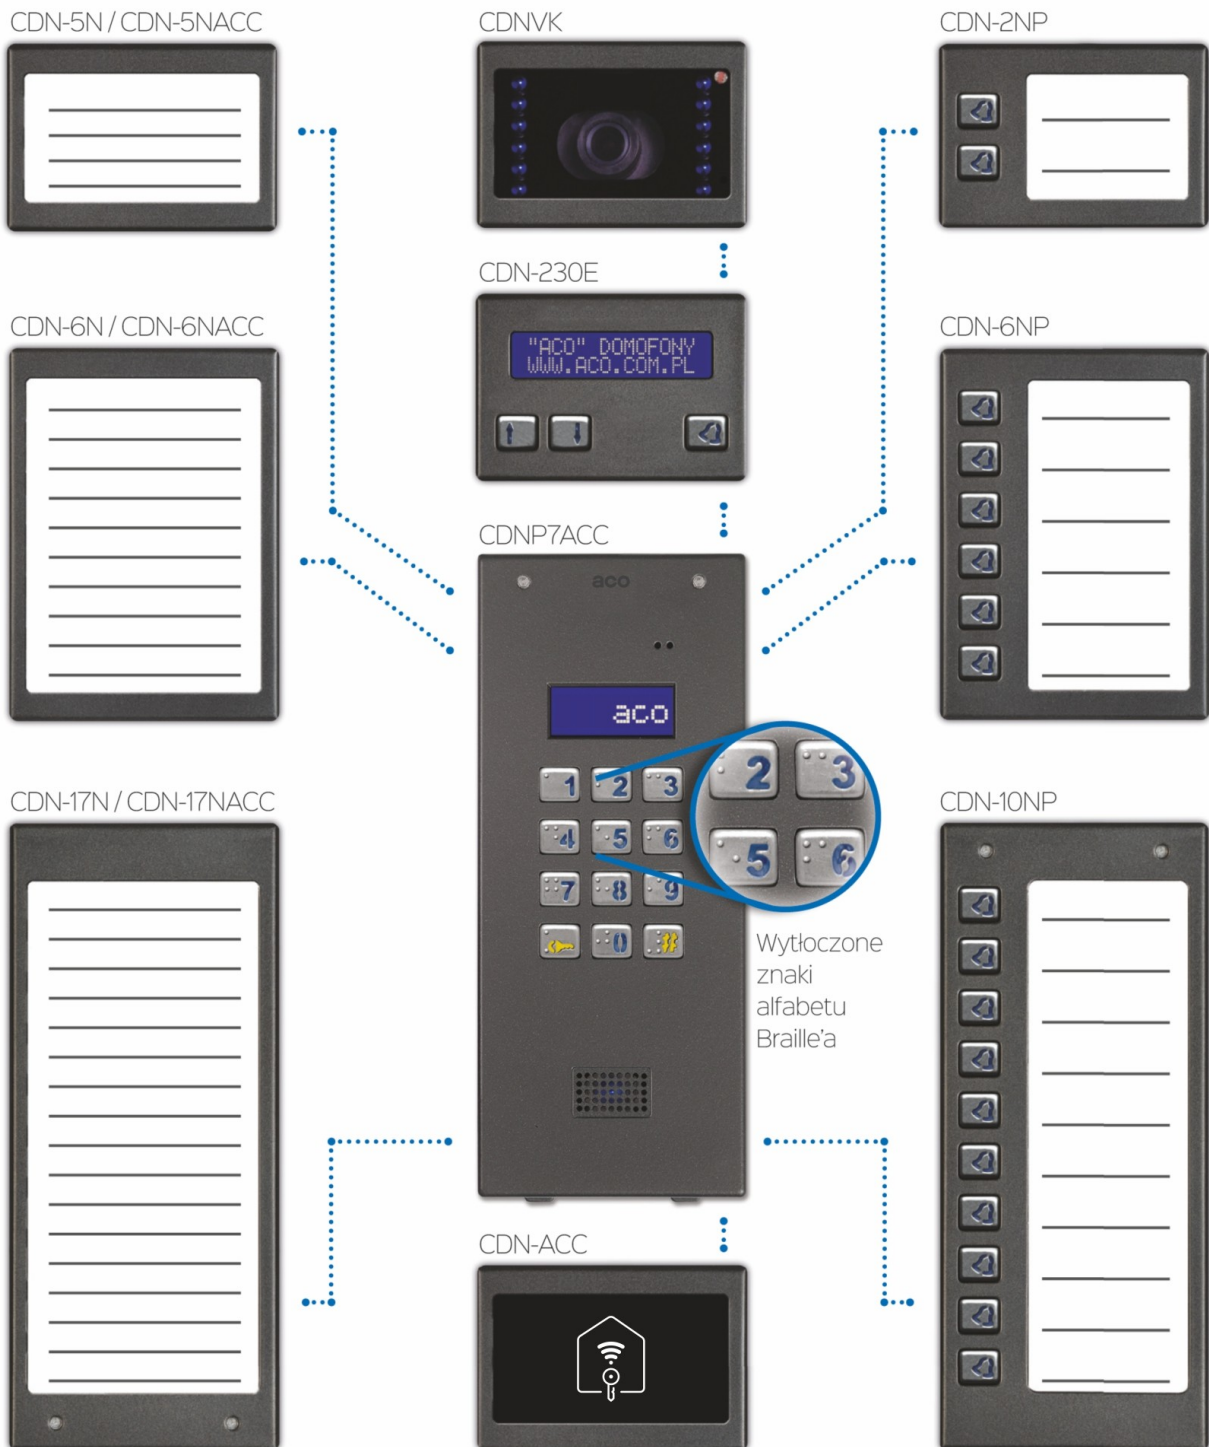 CDN-5N / CDN-5NACC
CDNVK
CDN-2NP
CDN-230E
"ACO" DOMOFONY
WWW.ACO.COM.PL
CDN-6N / CDN-6NACC
CDN-6NP
CDNP7ACC
aco
aco
1 2 3
4 5 6
7 8 9
0
2 3
5 6
Wytłoczone
znaki
alfabetu
Braille'a
CDN-17N / CDN-17NACC
CDN-10NP
CDN-ACC